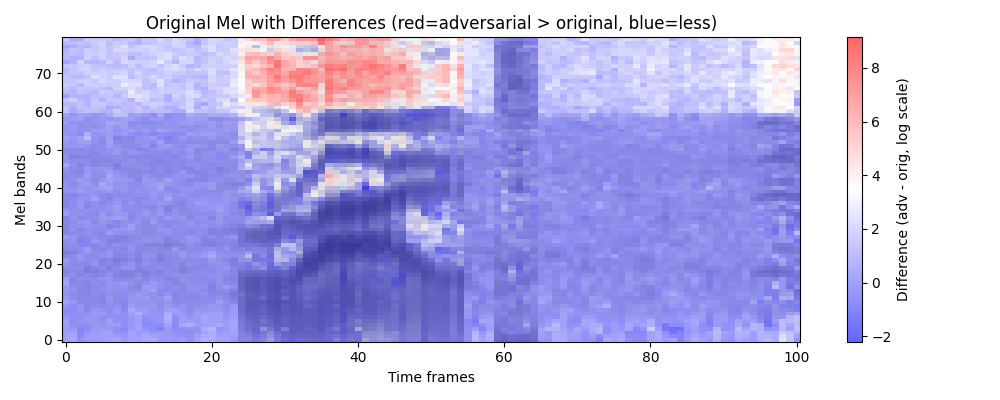 Original Mel with Differences (red=adversarial > original, blue=less)
Mel bands
70
60
50
40
30
20
10
0
0 20 40 60 80 100
Time frames
8
6
4
2
0
−2
Difference (adv - orig, log scale)